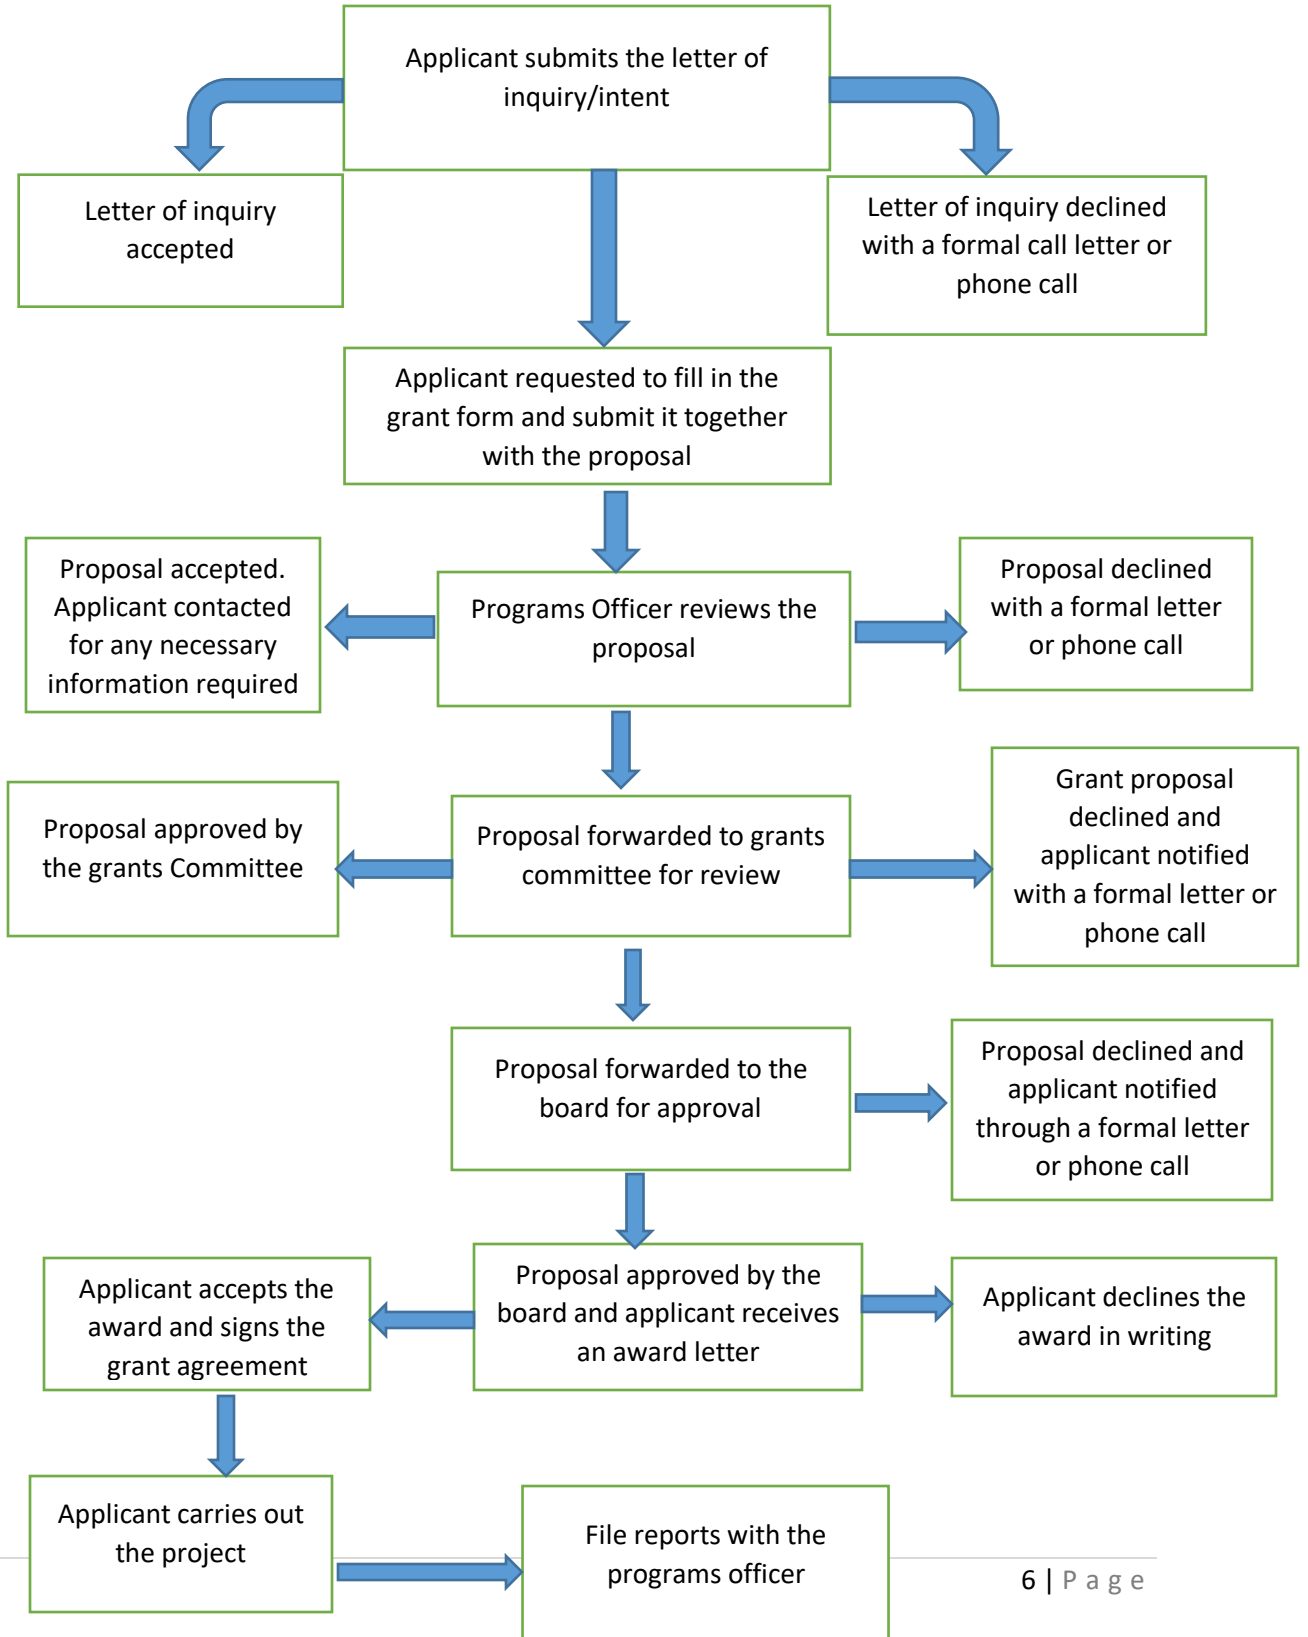 Applicant submits the letter of
inquiry/intent
Letter of inquiry
accepted
Letter of inquiry declined
with a formal call letter or
phone call
Applicant requested to fill in the
grant form and submit it together
with the proposal
Proposal accepted.
Applicant contacted
for any necessary
information required
Programs Officer reviews the
proposal
Proposal declined
with a formal letter
or phone call
Proposal approved by
the grants Committee
Proposal forwarded to grants
committee for review
Grant proposal
declined and
applicant notified
with a formal letter or
phone call
Proposal forwarded to the
board for approval
Proposal declined and
applicant notified
through a formal letter
or phone call
Applicant accepts the
award and signs the
grant agreement
Proposal approved by the
board and applicant receives
an award letter
Applicant declines the
award in writing
Applicant carries out
the project
File reports with the
programs officer
6 | Page